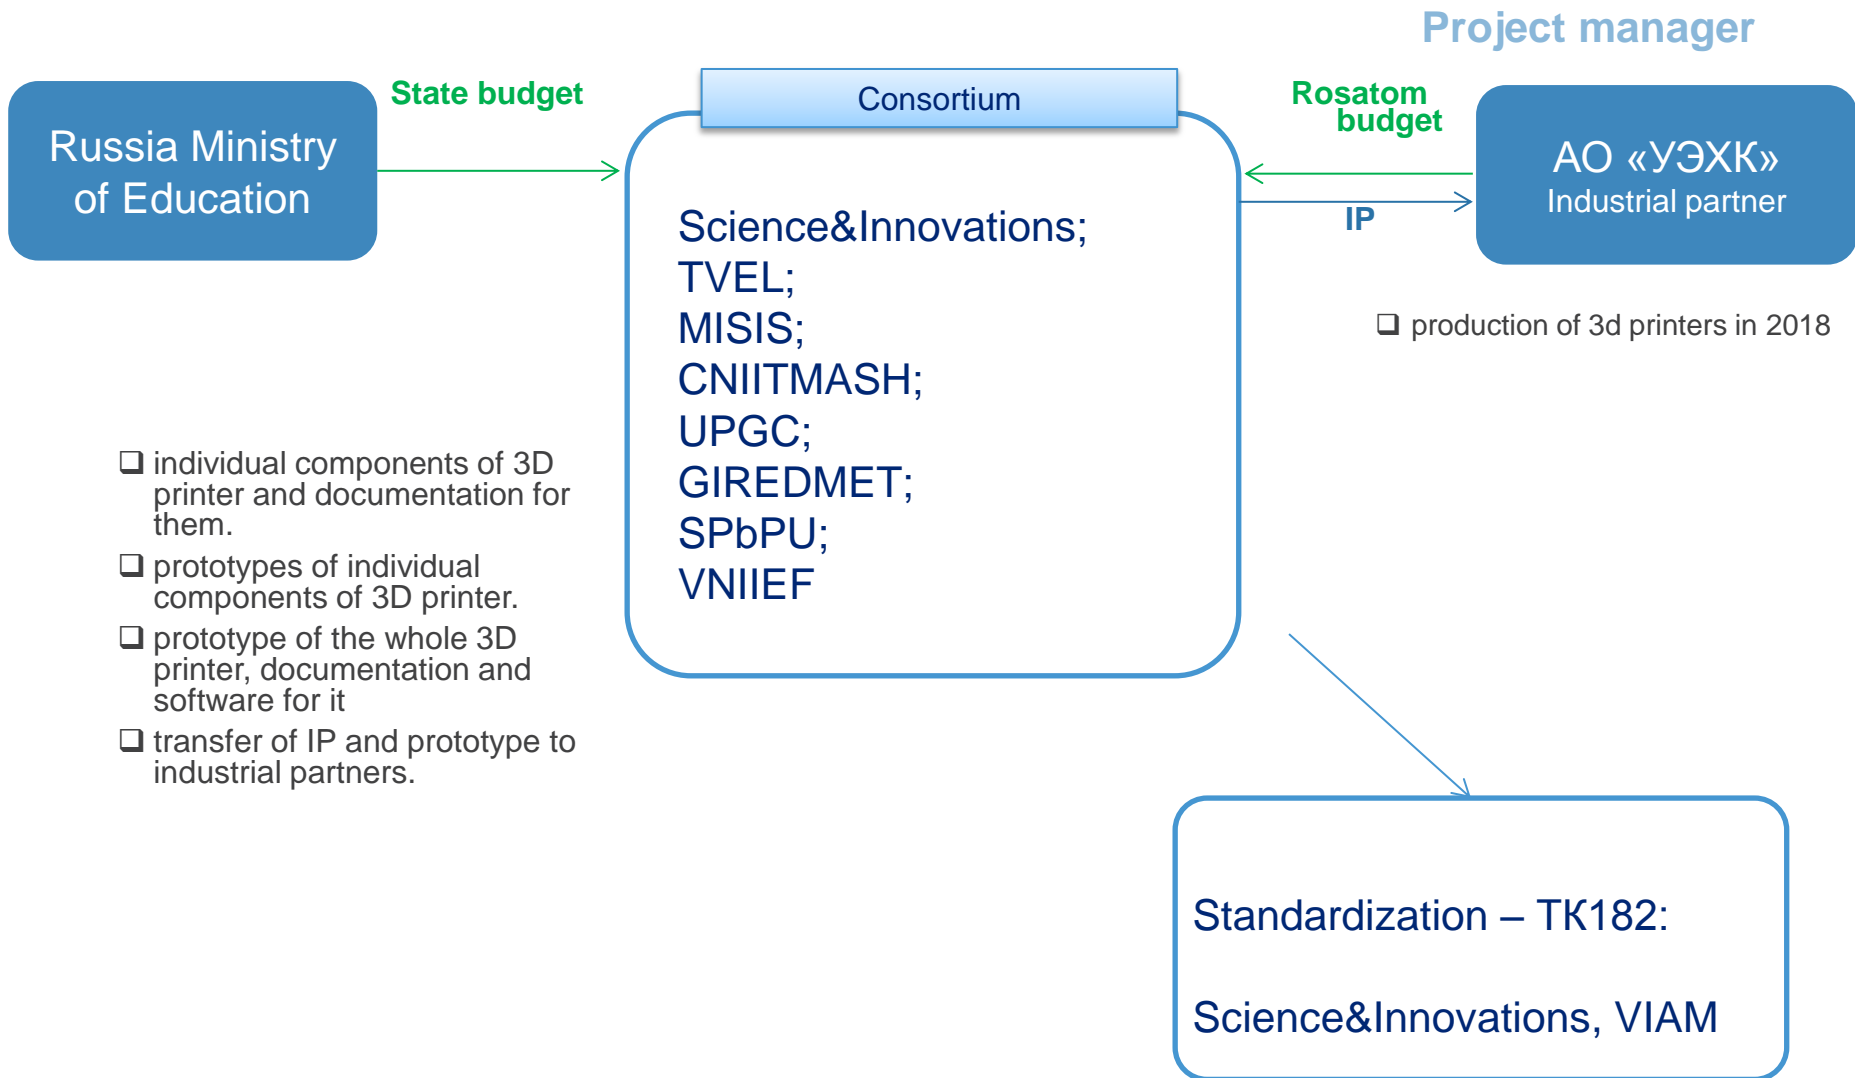 Project manager
Russia Ministry
of Education
State budget
Consortium
Science&Innovations;
TVEL;
MISIS;
CNIITMASH;
UPGC;
GIREDMET;
SPbPU;
VNIIEF
Rosatom
budget
IP
АО «УЭХК»
Industrial partner
❑ production of 3d printers in 2018
❑ individual components of 3D
printer and documentation for
them.
❑ prototypes of individual
components of 3D printer.
❑ prototype of the whole 3D
printer, documentation and
software for it
❑ transfer of IP and prototype to
industrial partners.
Standardization – ТК182:
Science&Innovations, VIAM